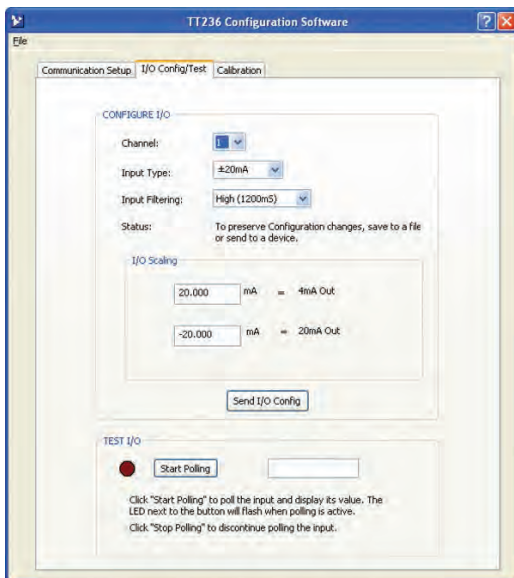 TT236 Configuration Software
File
Communication Setup I/O Config/Test Calibration
CONFIGURE I/O
Channel: 1
Input Type: ±20mA
Input Filtering: High (1200mS)
Status: To preserve Configuration changes, save to a file
or send to a device.
I/O Scaling
20.000 mA = 4mA Out
-20.000 mA = 20mA Out
Send I/O Config
TEST I/O
Start Polling
Click "Start Polling" to poll the input and display its value. The
LED next to the button will flash when polling is active.
Click "Stop Polling" to discontinue polling the input.